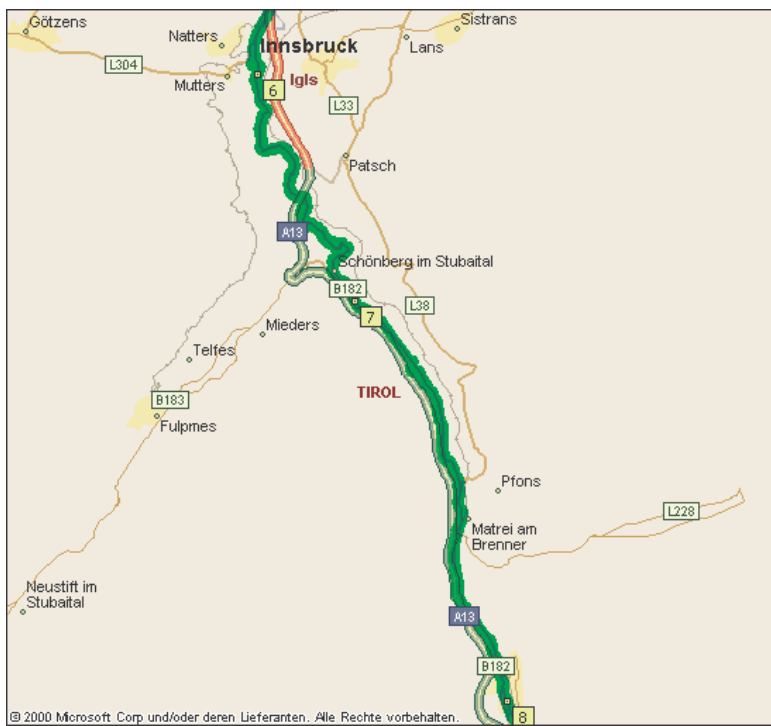 Götzens
Sistrans
Natters
Innsbruck
Lans
L304
Mutters
Igls
6
L33
Patsch
A13
Schönberg im Stubaital
B182
L38
7
Mieders
Telfes
TIROL
B183
Fulpmes
Pfons
L228
Matrei am
Brenner
Neustift im
Stubaital
A13
B182
8
© 2000 Microsoft Corp und/oder deren Lieferanten. Alle Rechte vorbehalten.